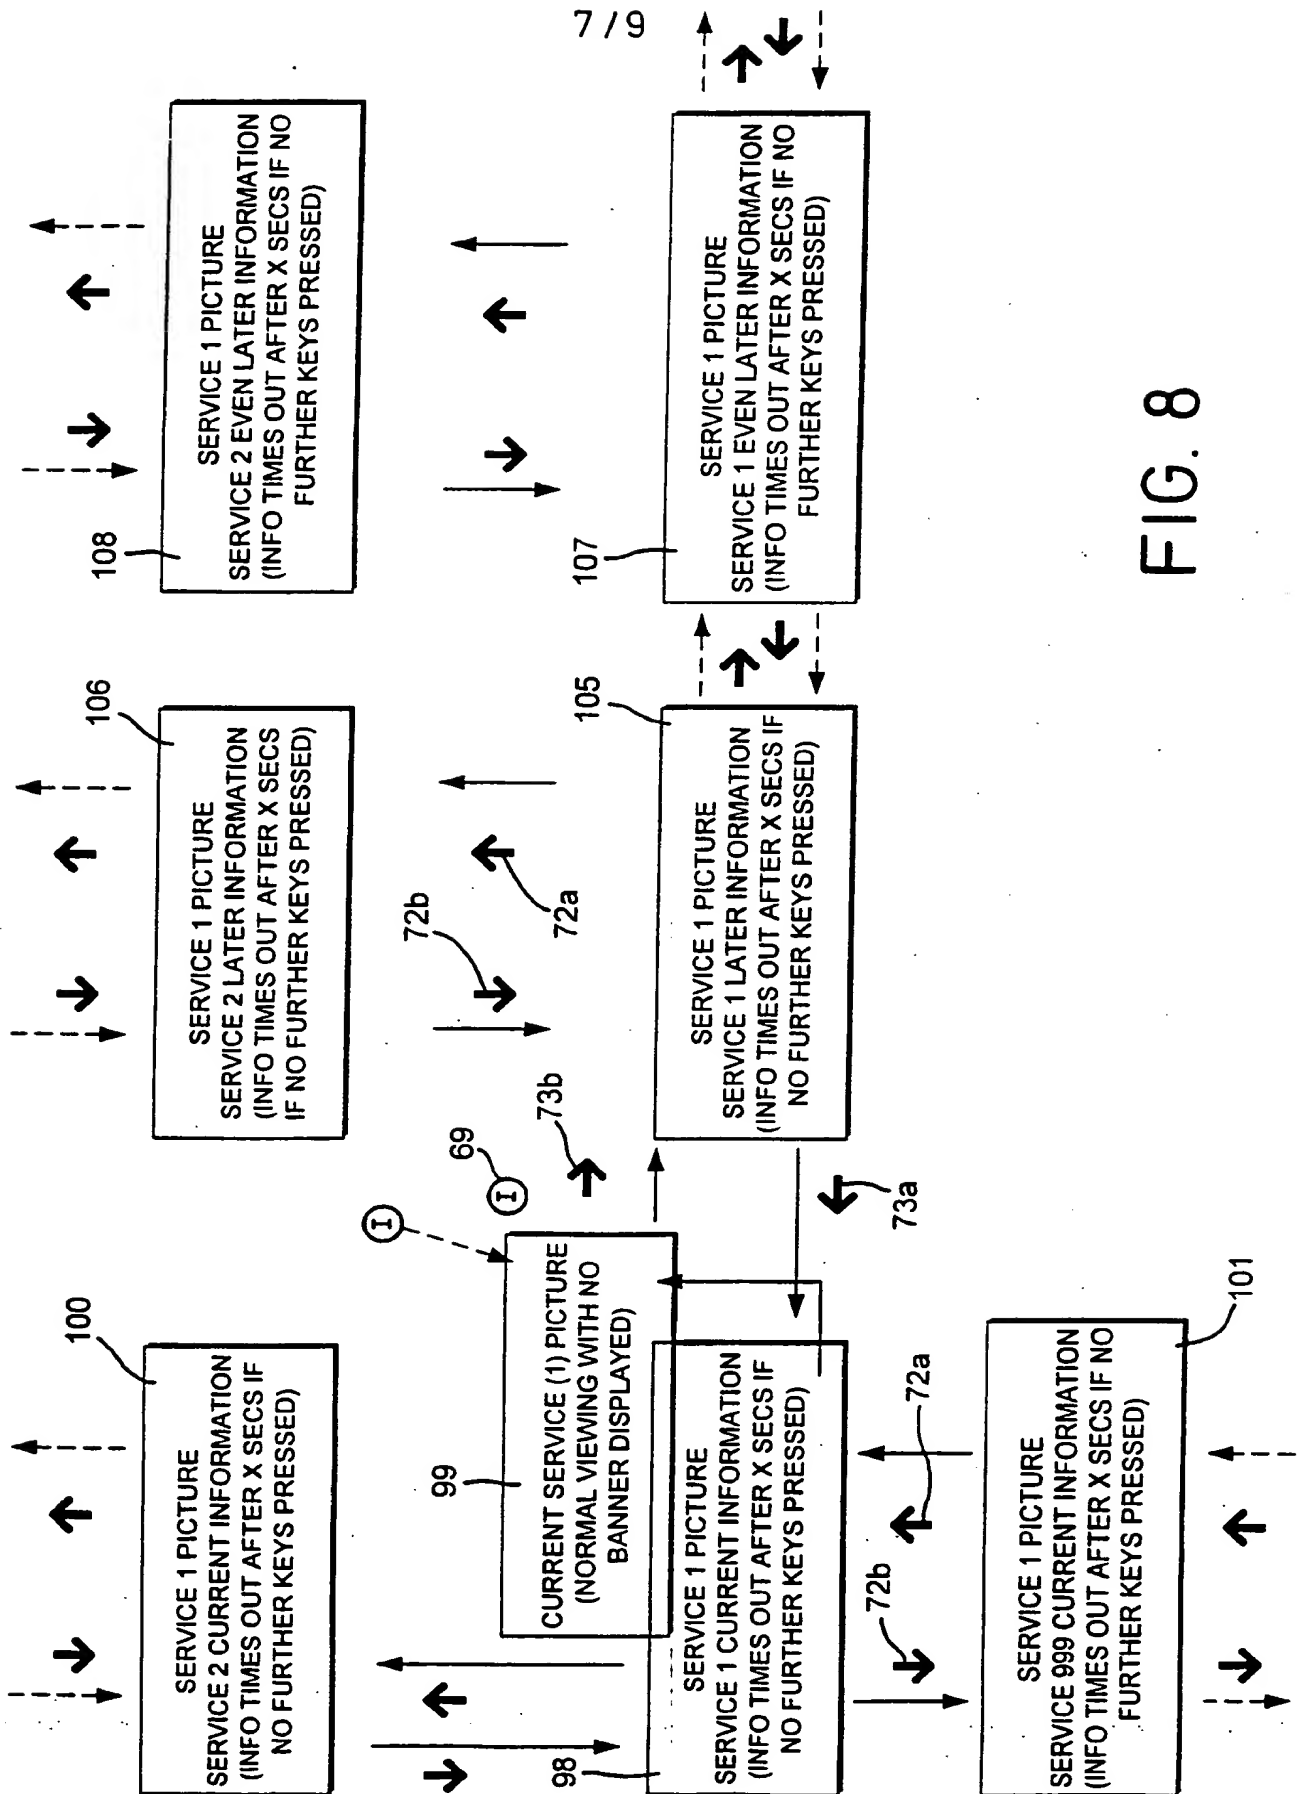 7/9
108
SERVICE 1 PICTURE
SERVICE 2 EVEN LATER INFORMATION
(INFO TIMES OUT AFTER X SECS IF NO
FURTHER KEYS PRESSED)
107
SERVICE 1 PICTURE
SERVICE 1 EVEN LATER INFORMATION
(INFO TIMES OUT AFTER X SECS IF NO
FURTHER KEYS PRESSED)
106
SERVICE 1 PICTURE
SERVICE 2 LATER INFORMATION
(INFO TIMES OUT AFTER X SECS
IF NO FURTHER KEYS PRESSED)
72b
72a
105
SERVICE 1 PICTURE
SERVICE 1 LATER INFORMATION
(INFO TIMES OUT AFTER X SECS IF
NO FURTHER KEYS PRESSED)
73b
69
I
I
73a
100
SERVICE 1 PICTURE
SERVICE 2 CURRENT INFORMATION
(INFO TIMES OUT AFTER X SECS IF
NO FURTHER KEYS PRESSED)
99
CURRENT SERVICE (1) PICTURE
(NORMAL VIEWING WITH NO
BANNER DISPLAYED)
98
SERVICE 1 PICTURE
SERVICE 1 CURRENT INFORMATION
(INFO TIMES OUT AFTER X SECS IF
NO FURTHER KEYS PRESSED)
72b
72a
101
SERVICE 1 PICTURE
SERVICE 999 CURRENT INFORMATION
(INFO TIMES OUT AFTER X SECS IF NO
FURTHER KEYS PRESSED)
FIG. 8